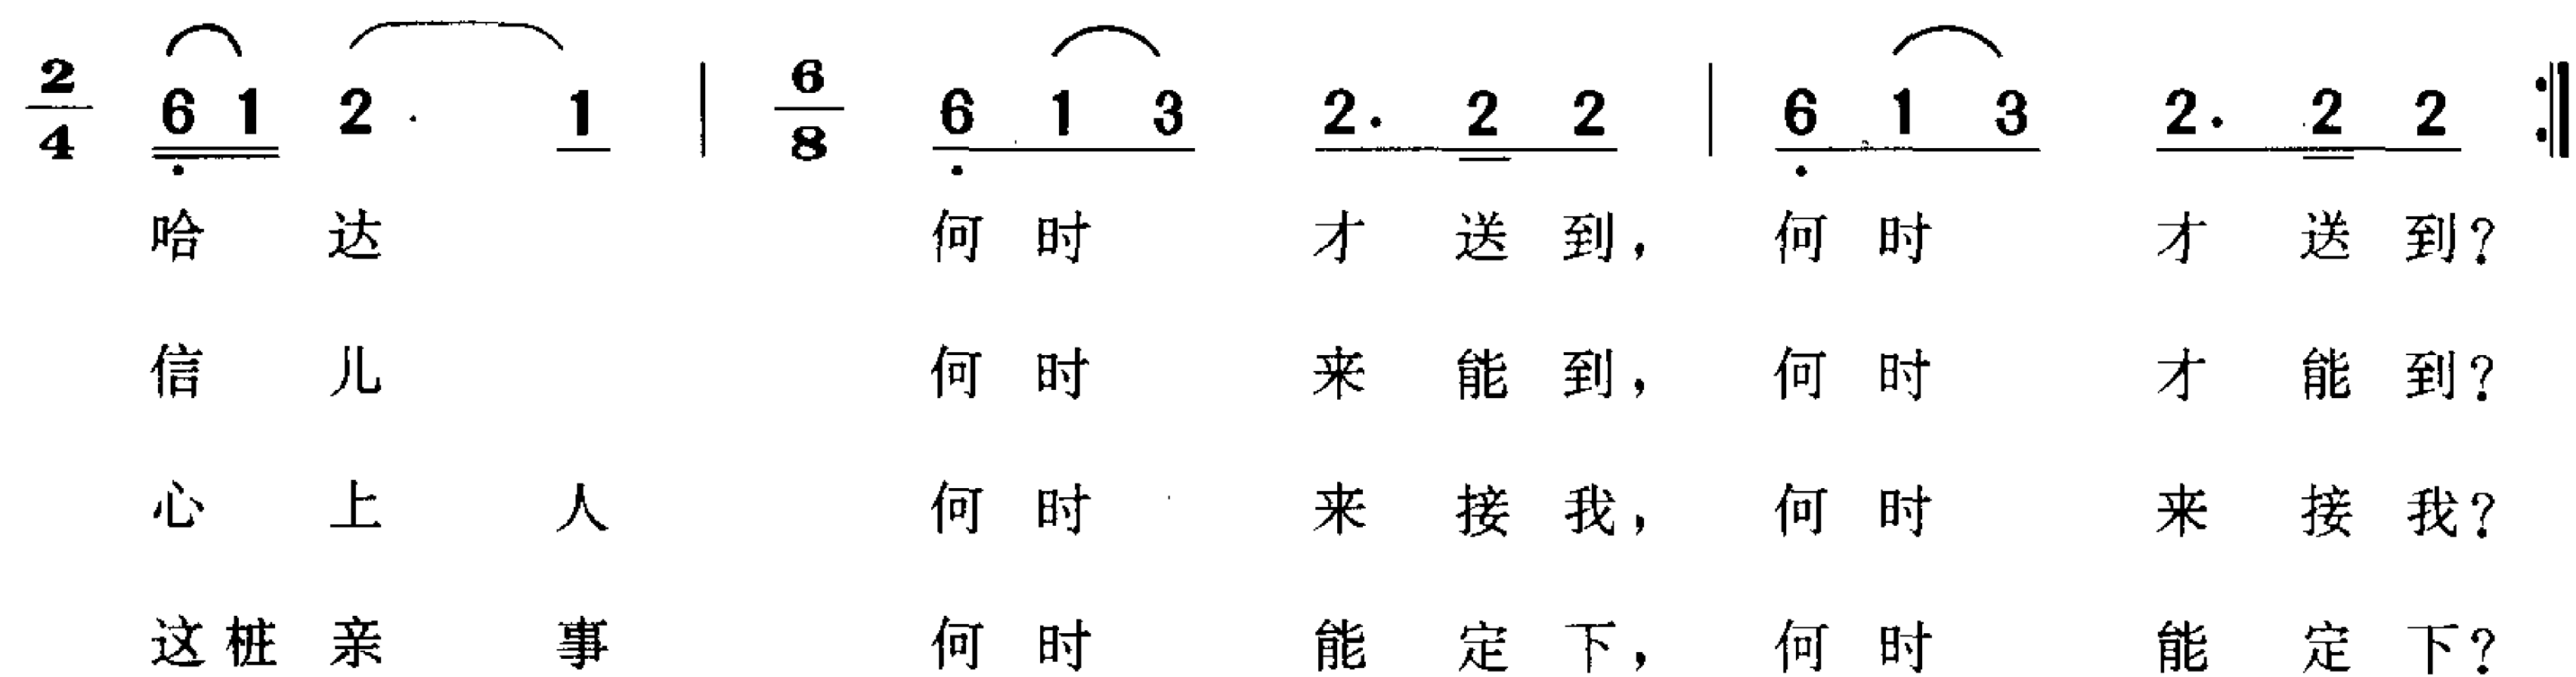 2/4 6 1 2 . 1 | 6/8 6 1 3 2. 2 2 | 6 1 3 2. 2 2 :|
哈 达 何 时 才 送 到， 何 时 才 送 到？
信 儿 何 时 来 能 到， 何 时 才 能 到？
心 上 人 何 时 来 接 我， 何 时 来 接 我？
这 桩 亲 事 何 时 能 定 下， 何 时 能 定 下？